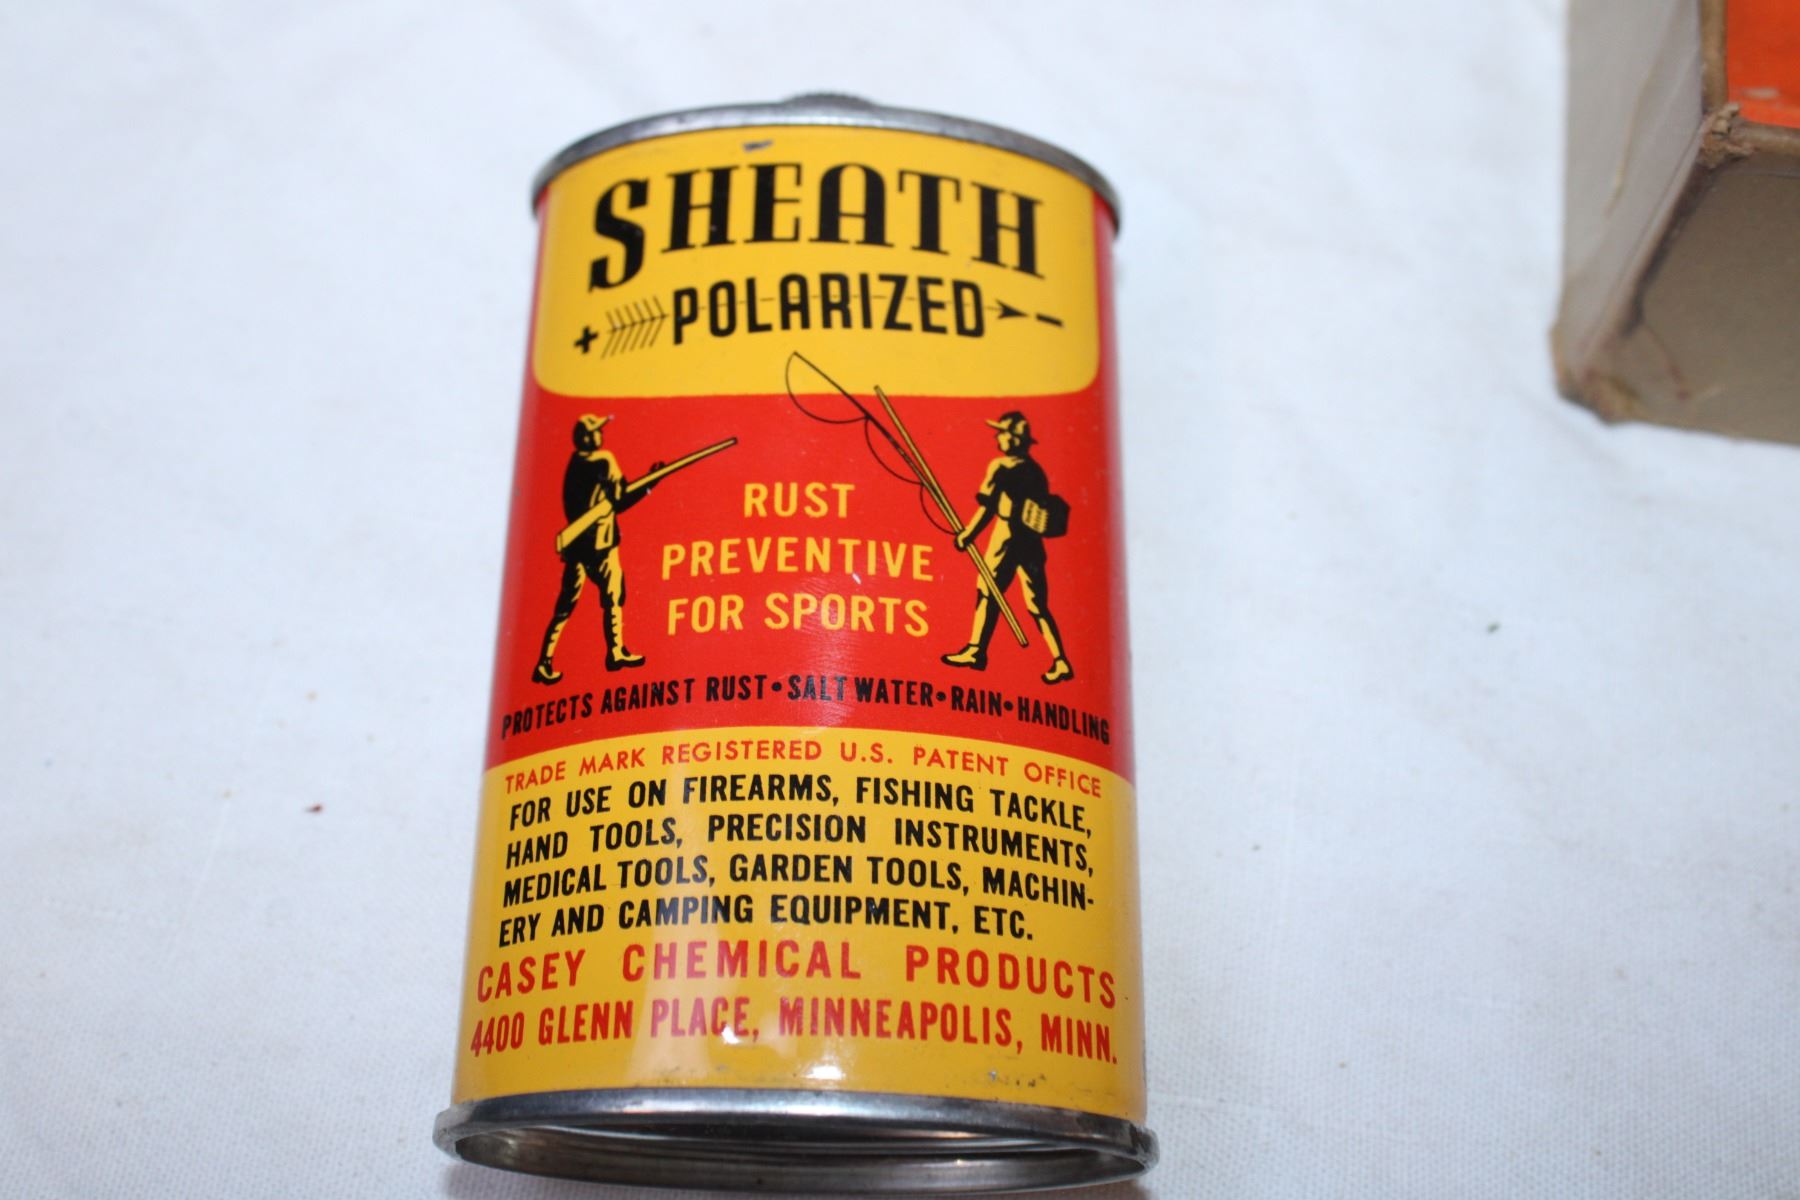 SHEATH
+ POLARIZED -
RUST
PREVENTIVE
FOR SPORTS
PROTECTS AGAINST RUST•SALT WATER•RAIN•HANDLING
TRADE MARK REGISTERED U.S. PATENT OFFICE
FOR USE ON FIREARMS, FISHING TACKLE,
HAND TOOLS, PRECISION INSTRUMENTS,
MEDICAL TOOLS, GARDEN TOOLS, MACHIN-
ERY AND CAMPING EQUIPMENT, ETC.
CASEY CHEMICAL PRODUCTS
4400 GLENN PLACE, MINNEAPOLIS, MINN.